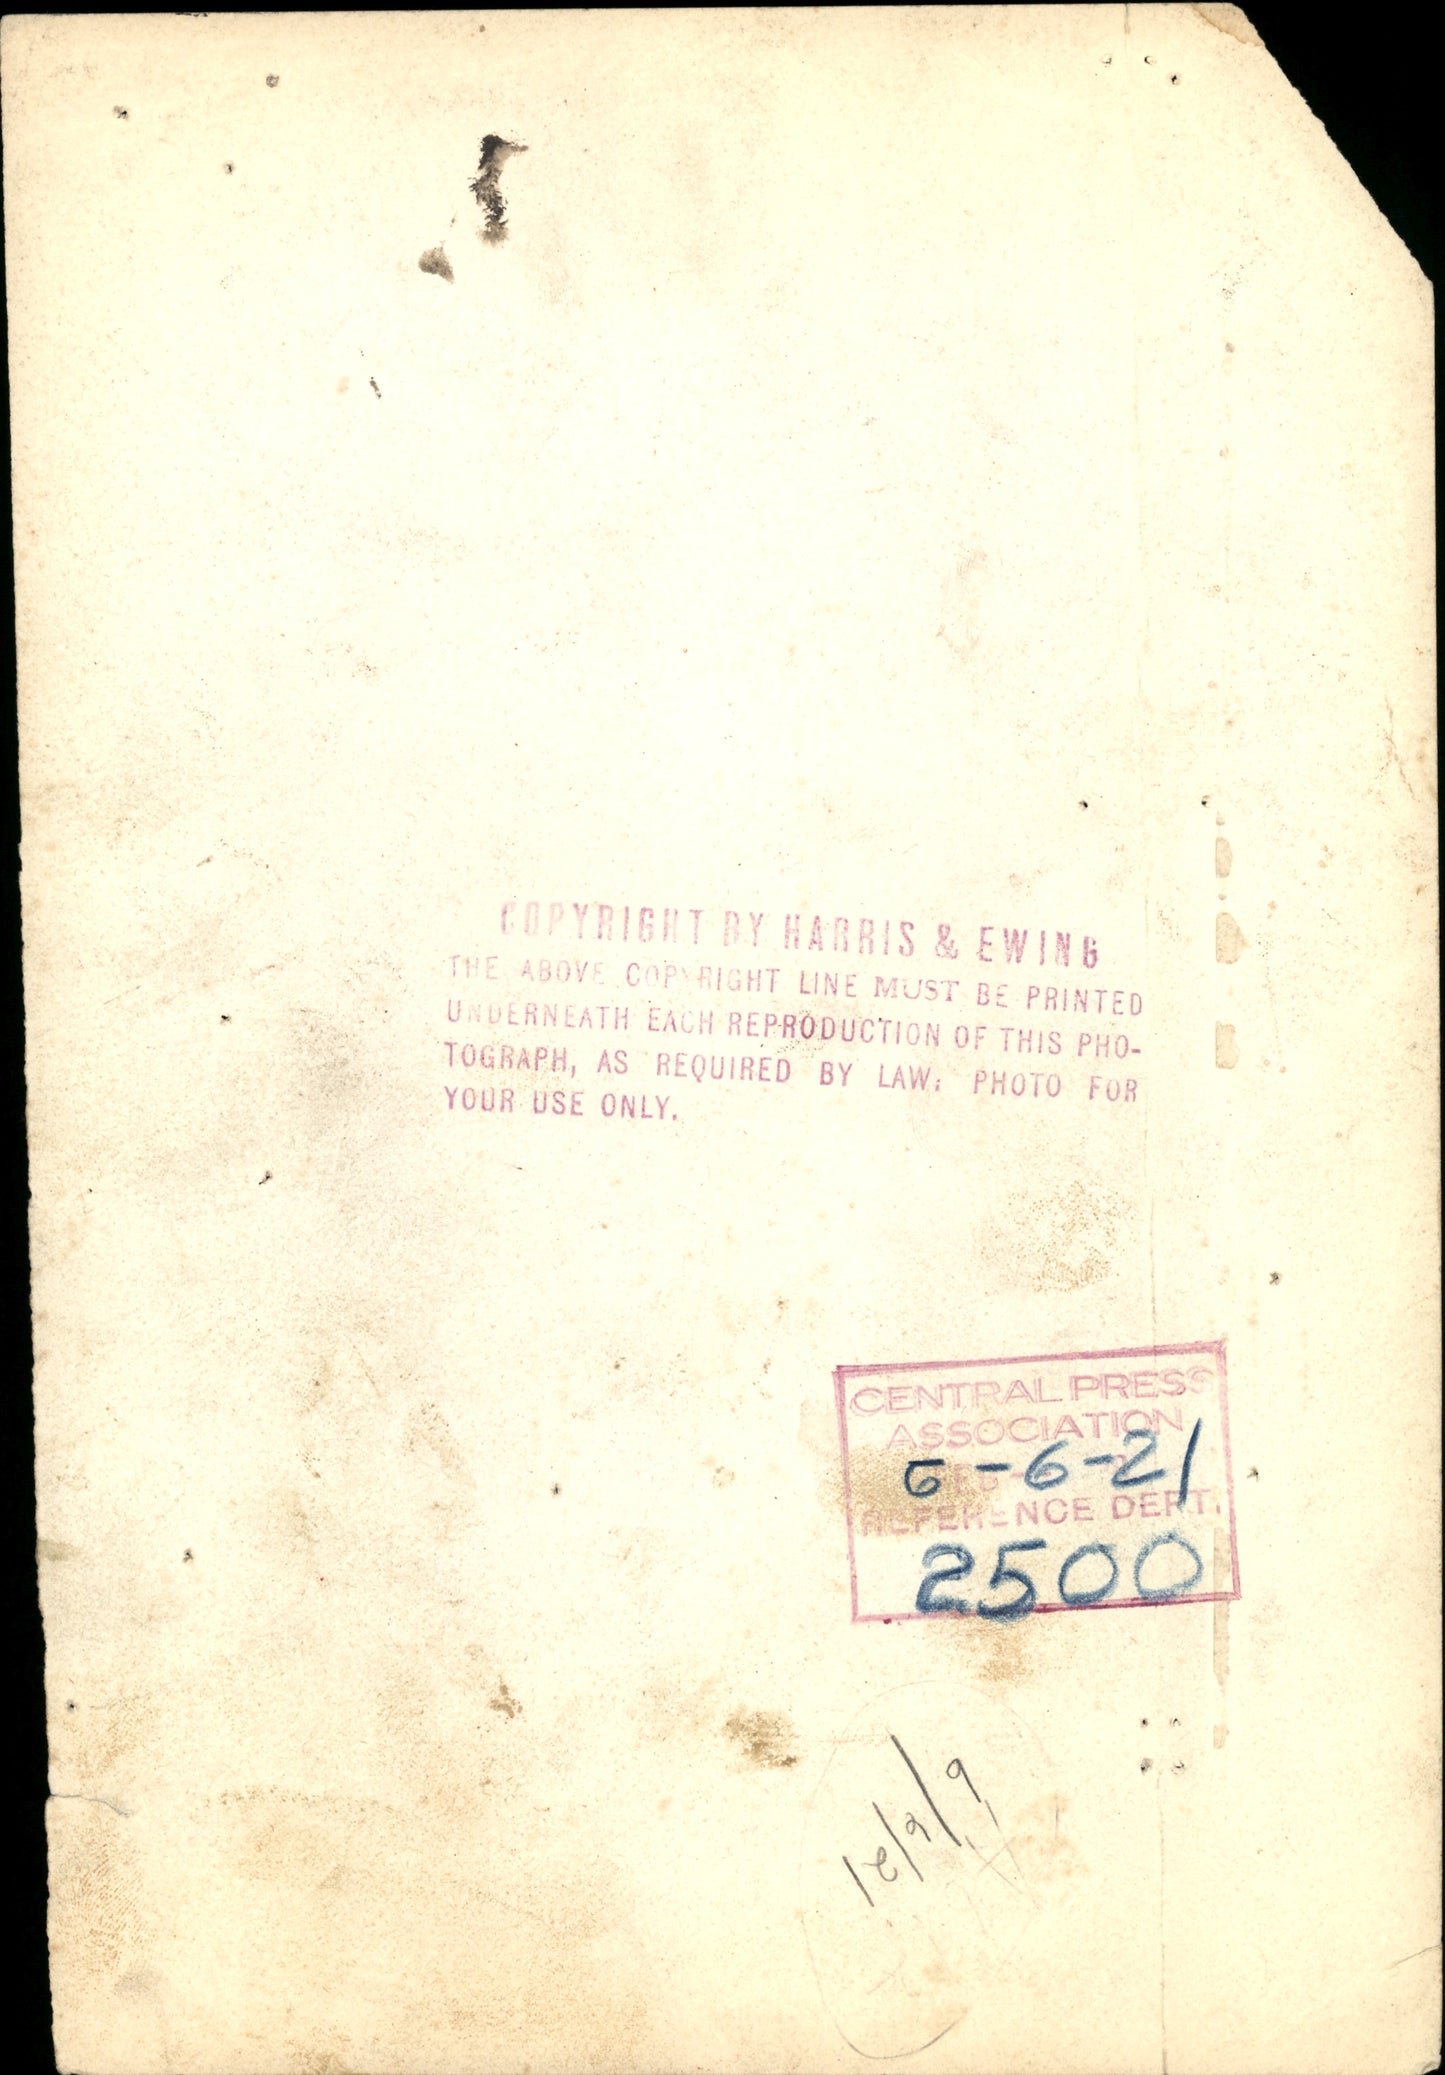 COPYRIGHT BY HARRIS & EWING
THE ABOVE COPYRIGHT LINE MUST BE PRINTED
UNDERNEATH EACH REPRODUCTION OF THIS PHO-
TOGRAPH, AS REQUIRED BY LAW: PHOTO FOR
YOUR USE ONLY.
CENTRAL PRESS
ASSOCIATION
6-6-21
REFERENCE DEPT.
2500